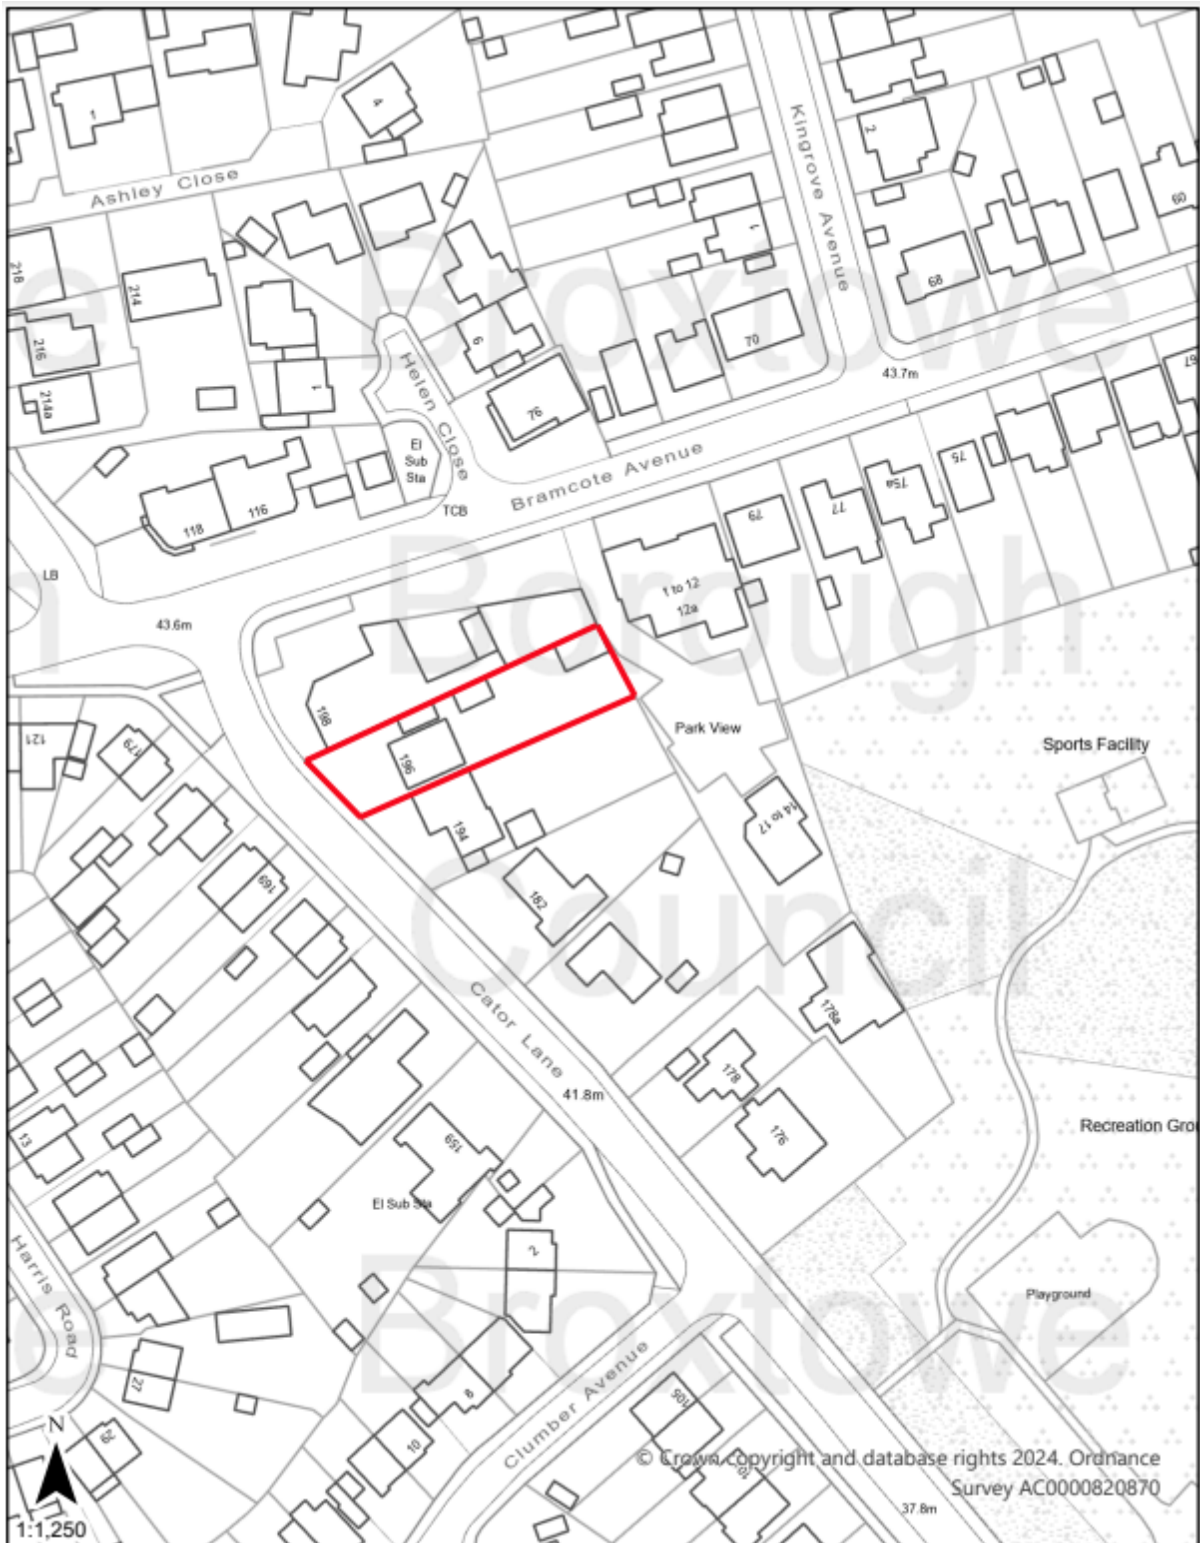 Ashley Close
4
1
2
Kingrove Avenue
60
218
214
216
214a
1
1
68
6
70
Helen Close
76
43.7m
67
El
Sub
Sta
Bramcote Avenue
75
75a
77
79
118
116
TCB
LB
43.6m
1 to 12
12a
198
121
179
196
Park View
Sports Facility
14 to 17
194
169
182
Cator Lane
178a
178
41.8m
176
Recreation Gro
13
159
El Sub Sta
2
Playground
Harris Road
27
8
Clumber Avenue
105
10
29
N
© Crown copyright and database rights 2024. Ordnance
Survey AC0000820870
37.8m
1:1,250
Broxtowe
Borough
Council
Broxtowe